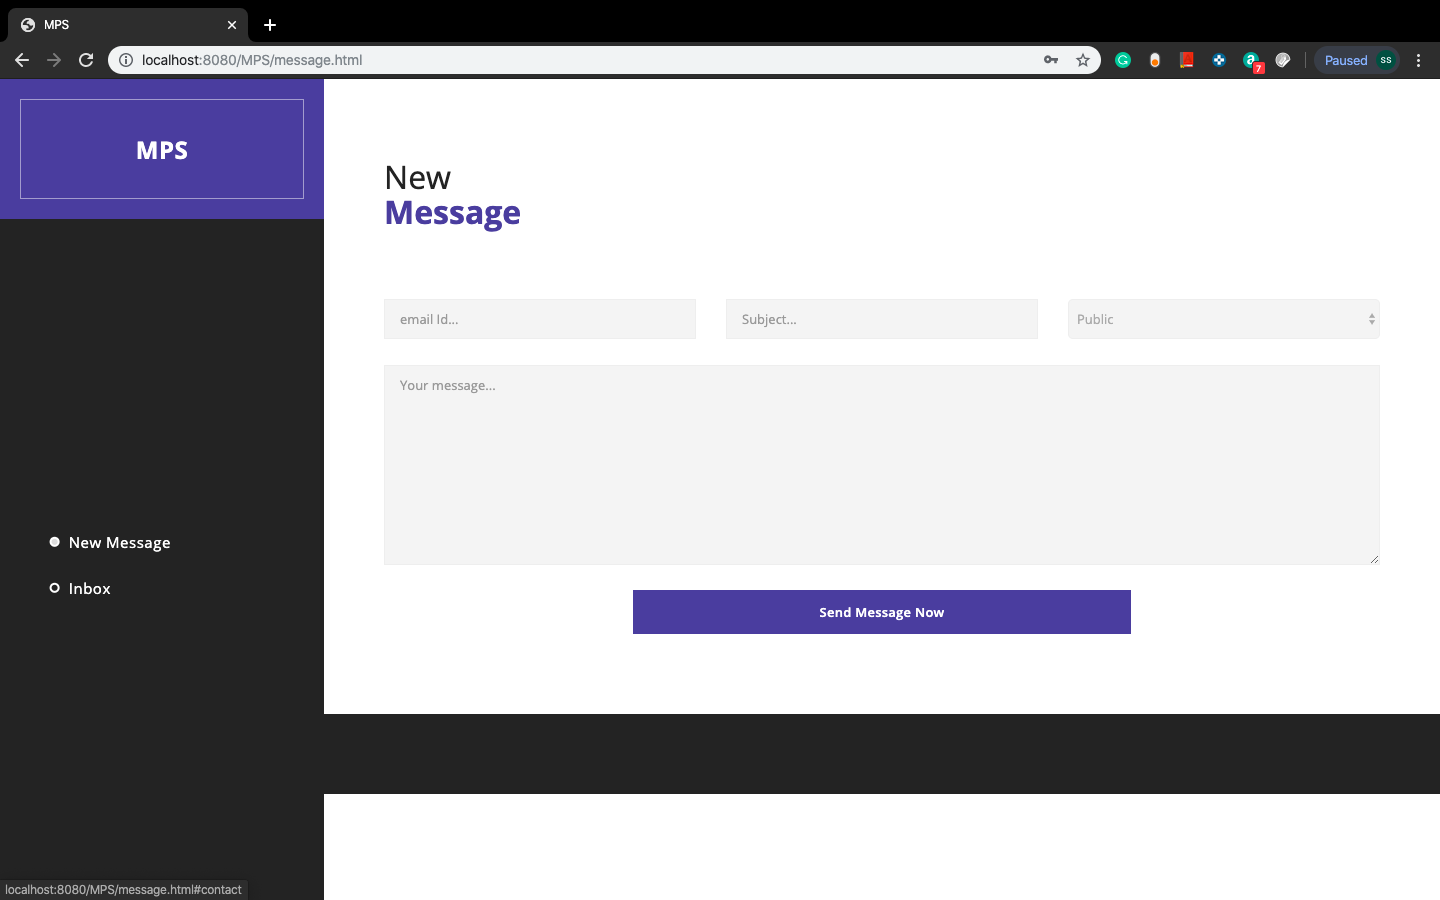 MPS
localhost:8080/MPS/message.html
7
Paused
SS
MPS
New
Message
email Id...
Subject...
Public
Your message...
New Message
Inbox
Send Message Now
localhost:8080/MPS/message.html#contact